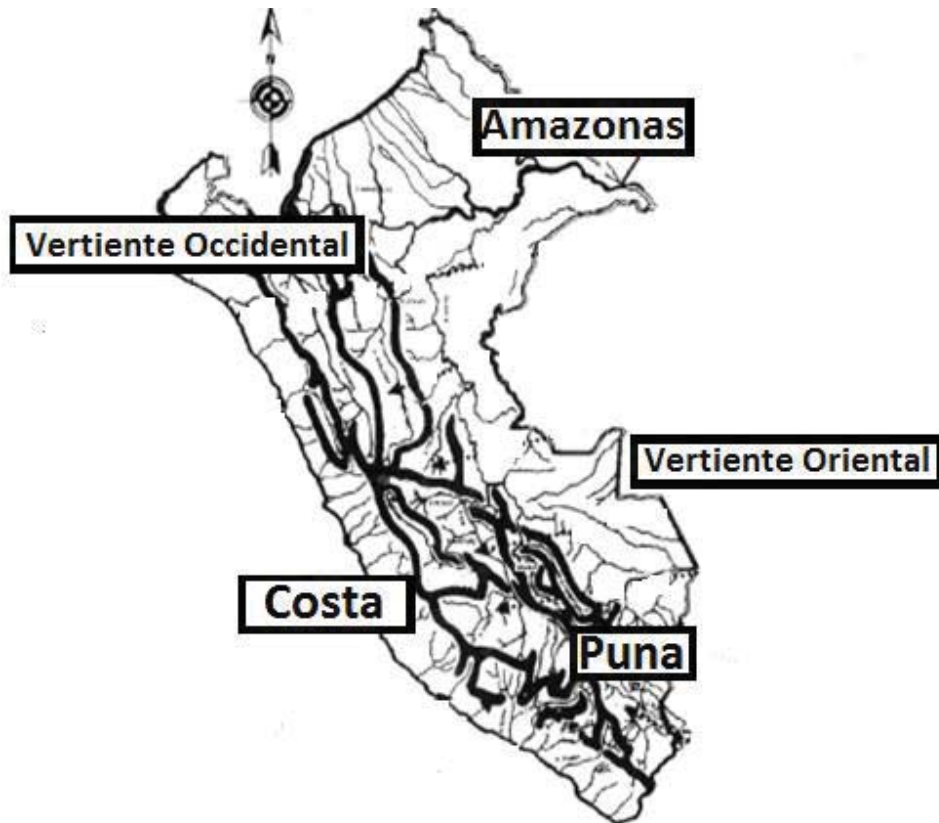 N
Amazonas
Vertiente Occidental
Vertiente Oriental
Costa
Puna